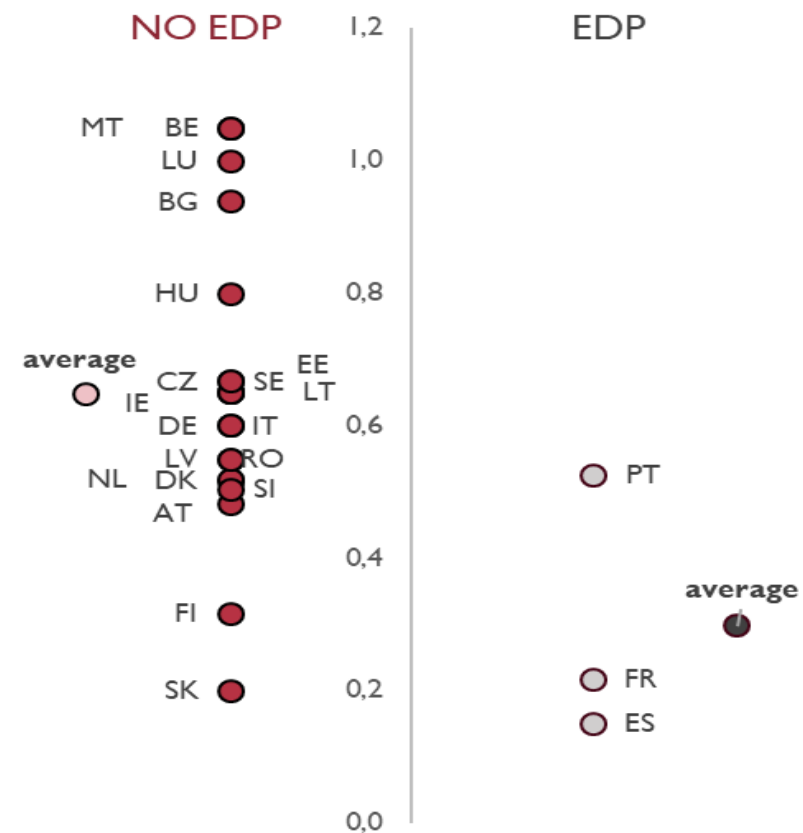 NO EDP 1,2 EDP
MT BE
LU 1,0
BG
HU 0,8
average EE
CZ SE
IE LT
DE IT 0,6
LV RO
NL DK SI PT
AT
0,4
average
FI
FR
SK 0,2
ES
0,0